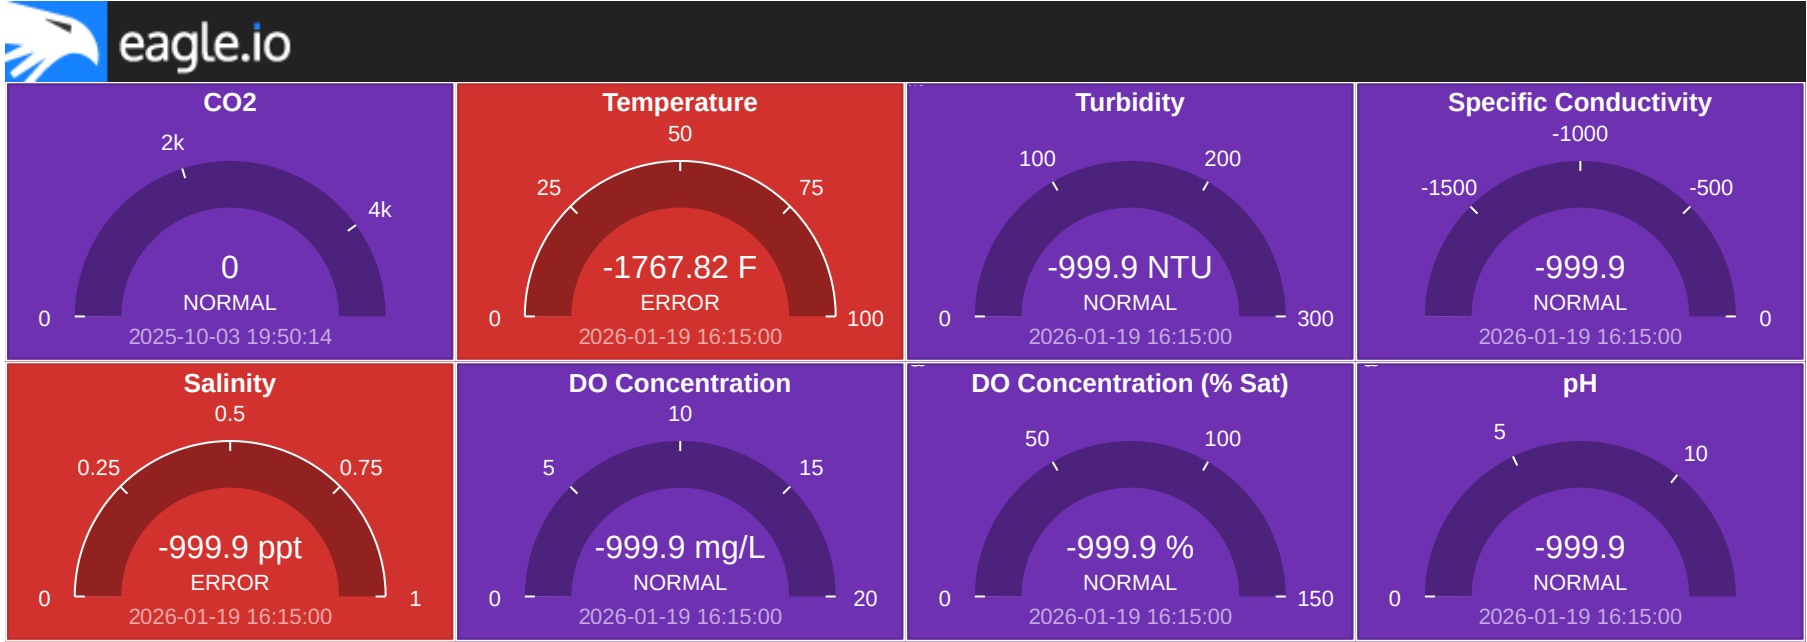 eagle.io
CO2
2k
4k
0
NORMAL
0
2025-10-03 19:50:14
Temperature
50
25
75
-1767.82 F
ERROR
0
100
2026-01-19 16:15:00
Turbidity
100
200
-999.9 NTU
NORMAL
0
300
2026-01-19 16:15:00
Specific Conductivity
-1000
-1500
-500
-999.9
NORMAL
0
2026-01-19 16:15:00
Salinity
0.5
0.25
0.75
-999.9 ppt
ERROR
0
1
2026-01-19 16:15:00
DO Concentration
10
5
15
-999.9 mg/L
NORMAL
0
20
2026-01-19 16:15:00
DO Concentration (% Sat)
50
100
-999.9 %
NORMAL
0
150
2026-01-19 16:15:00
pH
5
10
-999.9
NORMAL
0
2026-01-19 16:15:00